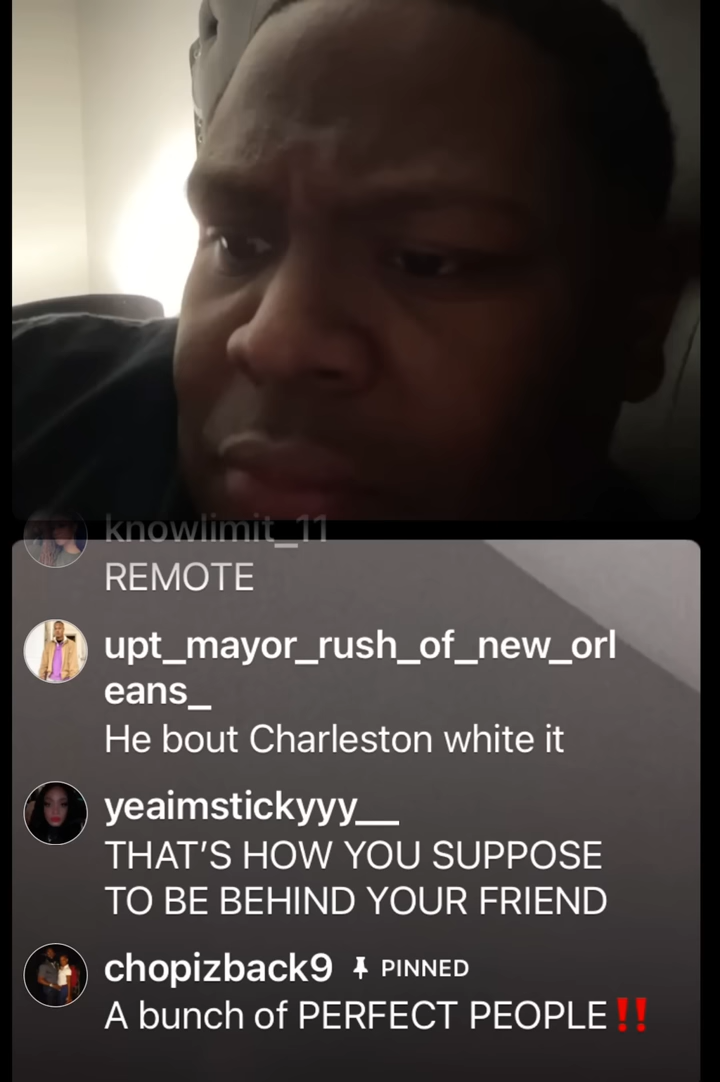 knowlimit_11
REMOTE
upt_mayor_rush_of_new_orl
eans_
He bout Charleston white it
yeaimstickyyy__
THAT'S HOW YOU SUPPOSE
TO BE BEHIND YOUR FRIEND
chopizback9 PINNED
A bunch of PERFECT PEOPLE‼️